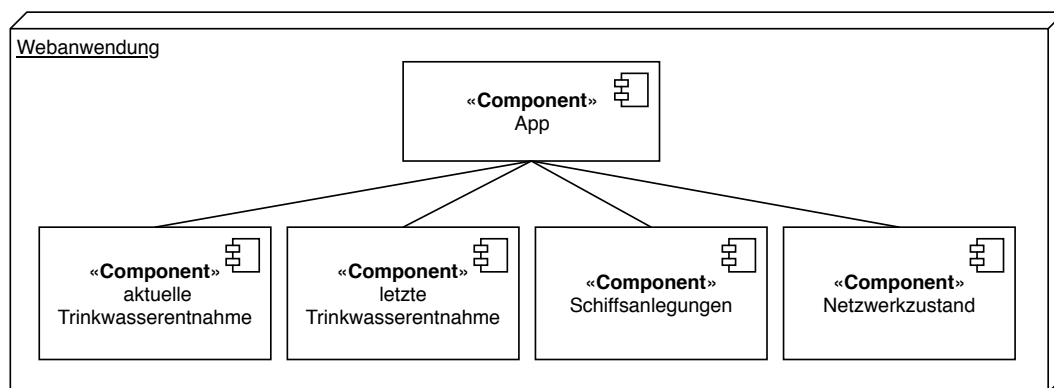 Webanwendung
«Component»
App
«Component»
aktuelle
Trinkwasserentnahme
«Component»
letzte
Trinkwasserentnahme
«Component»
Schiffsanlegungen
«Component»
Netzwerkzustand